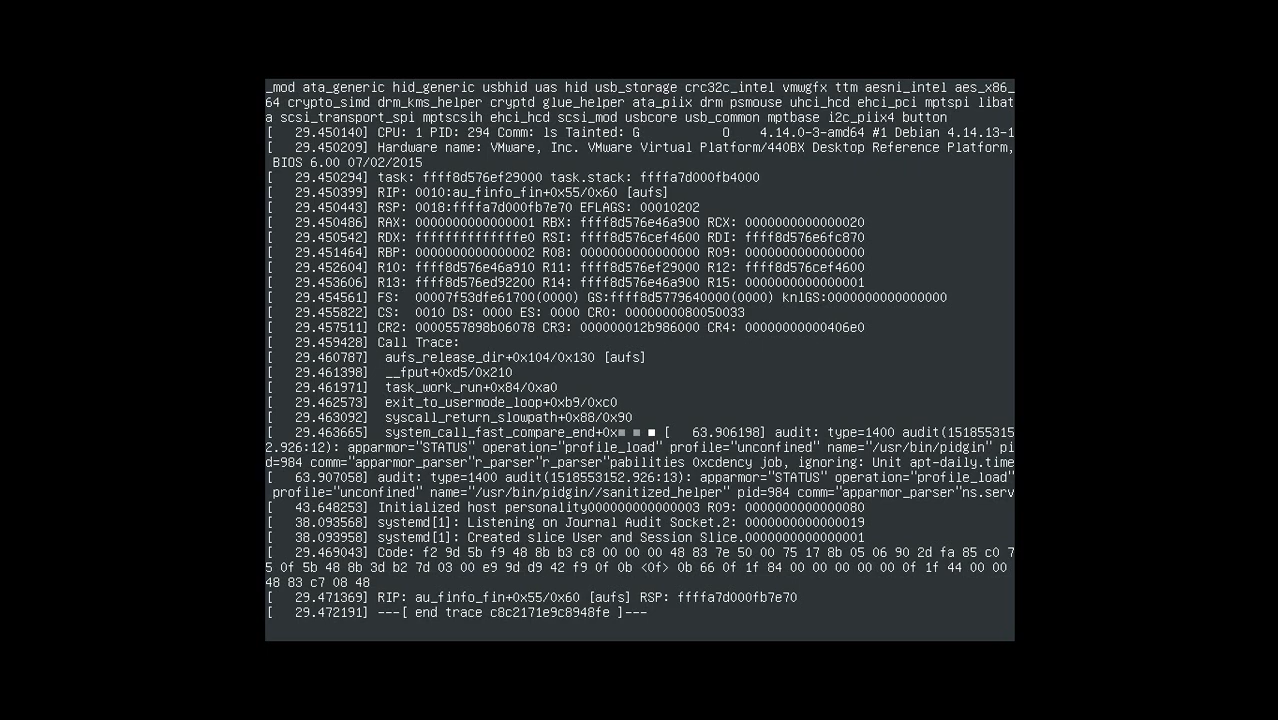 _mod ata_generic hid_generic usbhid uas hid usb_storage crc32c_intel vmwgfx ttm aesni_intel aes_x86_
64 crypto_simd drm_kms_helper cryptd glue_helper ata_piix drm psmouse uhci_hcd ehci_pci mptspi libat
a scsi_transport_spi mptscsih ehci_hcd scsi_mod usbcore usb_common mptbase i2c_piix4 button
[   29.450140] CPU: 1 PID: 294 Comm: ls Tainted: G           O    4.14.0-3-amd64 #1 Debian 4.14.13-1
[   29.450209] Hardware name: VMware, Inc. VMware Virtual Platform/440BX Desktop Reference Platform,
 BIOS 6.00 07/02/2015
[   29.450294] task: ffff8d576ef29000 task.stack: ffffa7d000fb4000
[   29.450399] RIP: 0010:au_finfo_fin+0x55/0x60 [aufs]
[   29.450443] RSP: 0018:ffffa7d000fb7e70 EFLAGS: 00010202
[   29.450486] RAX: 0000000000000001 RBX: ffff8d576e46a900 RCX: 0000000000000020
[   29.450542] RDX: ffffffffffffffe0 RSI: ffff8d576cef4600 RDI: ffff8d576e6fc870
[   29.451464] RBP: 0000000000000002 R08: 0000000000000000 R09: 0000000000000000
[   29.452604] R10: ffff8d576e46a910 R11: ffff8d576ef29000 R12: ffff8d576cef4600
[   29.453606] R13: ffff8d576ed92200 R14: ffff8d576e46a900 R15: 0000000000000001
[   29.454561] FS:  00007f53dfe61700(0000) GS:ffff8d5779640000(0000) knlGS:0000000000000000
[   29.455822] CS:  0010 DS: 0000 ES: 0000 CR0: 0000000080050033
[   29.457511] CR2: 0000557898b06078 CR3: 000000012b986000 CR4: 00000000000406e0
[   29.459428] Call Trace:
[   29.460787]  aufs_release_dir+0x104/0x130 [aufs]
[   29.461398]  __fput+0xd5/0x210
[   29.461971]  task_work_run+0x84/0xa0
[   29.462573]  exit_to_usermode_loop+0xb9/0xc0
[   29.463092]  syscall_return_slowpath+0x88/0x90
[   29.463665]  system_call_fast_compare_end+0x■ ■ ■ [   63.906198] audit: type=1400 audit(151855315
2.926:12): apparmor="STATUS" operation="profile_load" profile="unconfined" name="/usr/bin/pidgin" pi
d=984 comm="apparmor_parser"r_parser"r_parser"pabilities 0xcdency job, ignoring: Unit apt-daily.time
[   63.907058] audit: type=1400 audit(1518553152.926:13): apparmor="STATUS" operation="profile_load"
 profile="unconfined" name="/usr/bin/pidgin//sanitized_helper" pid=984 comm="apparmor_parser"ns.serv
[   43.648253] Initialized host personality000000000000003 R09: 0000000000000080
[   38.093568] systemd[1]: Listening on Journal Audit Socket.2: 0000000000000019
[   38.093958] systemd[1]: Created slice User and Session Slice.0000000000000001
[   29.469043] Code: f2 9d 5b f9 48 8b b3 c8 00 00 00 48 83 7e 50 00 75 17 8b 05 06 90 2d fa 85 c0 7
5 0f 5b 48 8b 3d b2 7d 03 00 e9 9d d9 42 f9 0f 0b <0f> 0b 66 0f 1f 84 00 00 00 00 00 0f 1f 44 00 00
48 83 c7 08 48
[   29.471369] RIP: au_finfo_fin+0x55/0x60 [aufs] RSP: ffffa7d000fb7e70
[   29.472191] ---[ end trace c8c2171e9c8948fe ]---